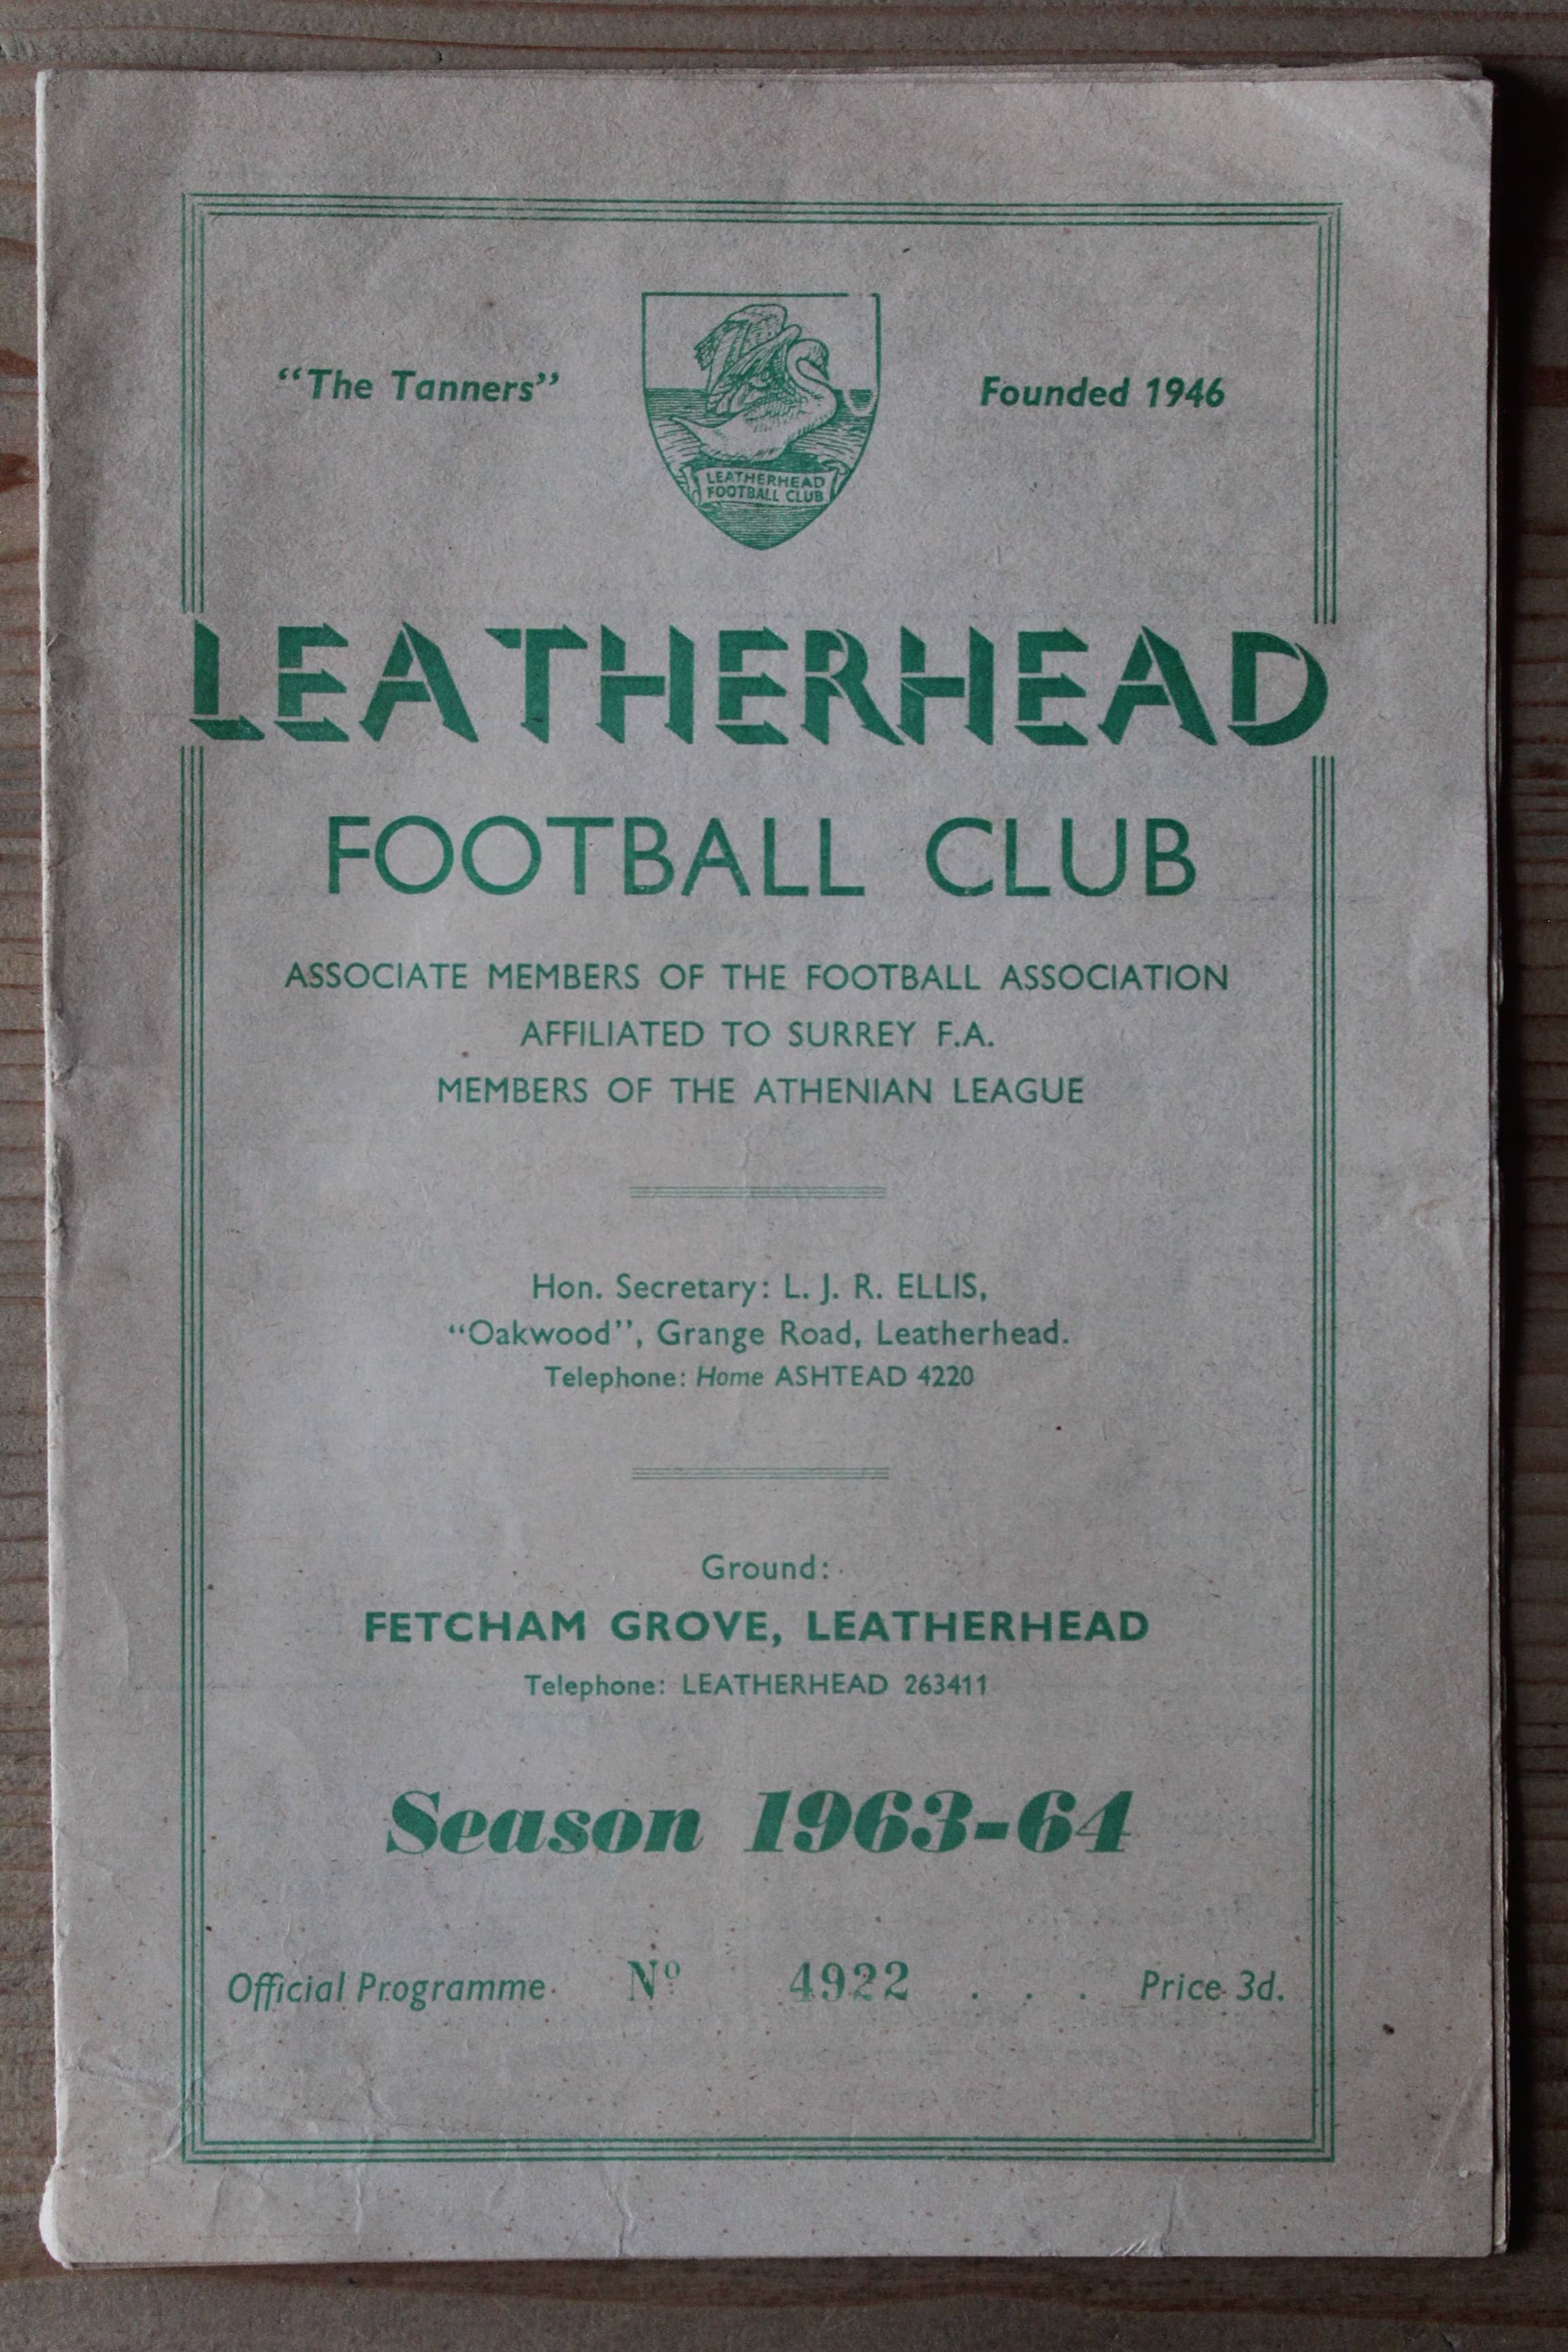 "The Tanners"
Founded 1946
LEATHERHEAD
FOOTBALL CLUB
LEATHERHEAD
FOOTBALL CLUB
ASSOCIATE MEMBERS OF THE FOOTBALL ASSOCIATION
AFFILIATED TO SURREY F.A.
MEMBERS OF THE ATHENIAN LEAGUE
Hon. Secretary: L. J. R. ELLIS,
"Oakwood", Grange Road, Leatherhead.
Telephone: Home ASHTEAD 4220
Ground:
FETCHAM GROVE, LEATHERHEAD
Telephone: LEATHERHEAD 263411
Season 1963-64
Official Programme Nº 4922 . . . Price 3d.